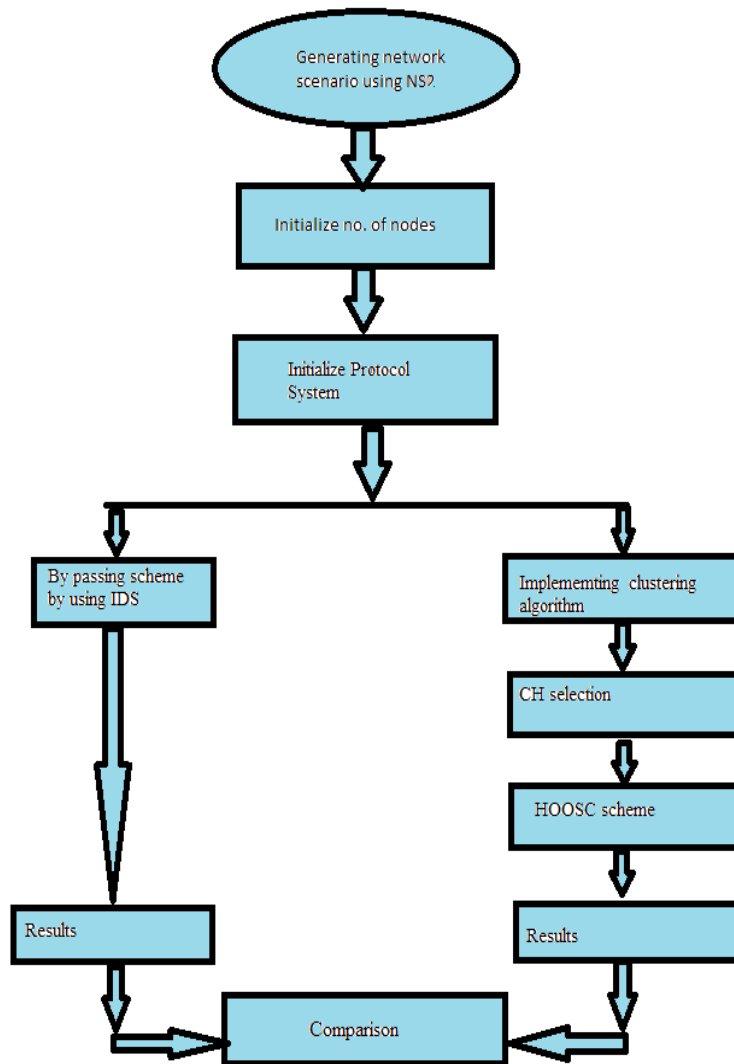 Generating network
scenario using NS2
Initialize no. of nodes
Initialize Protocol
System
By passing scheme
by using IDS
Implememting clustering
algorithm
CH selection
HOOSC scheme
Results
Results
Comparison